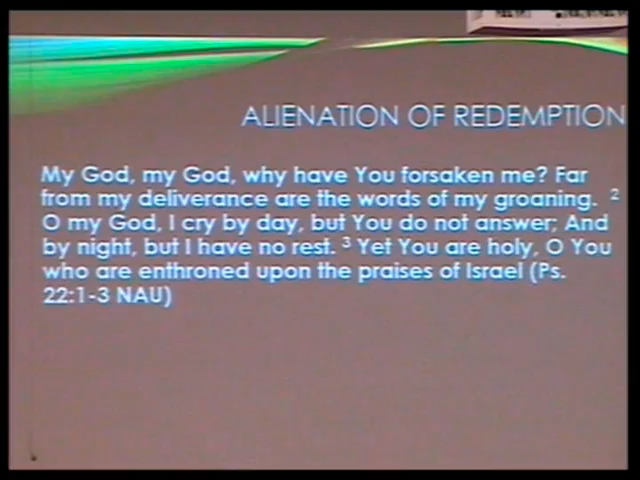 ALIENATION OF REDEMPTION
My God, my God, why have You forsaken me? Far
from my deliverance are the words of my groaning. 2
O my God, I cry by day, but You do not answer; And
by night, but I have no rest. 3 Yet You are holy, O You
who are enthroned upon the praises of Israel (Ps.
22:1-3 NAU)